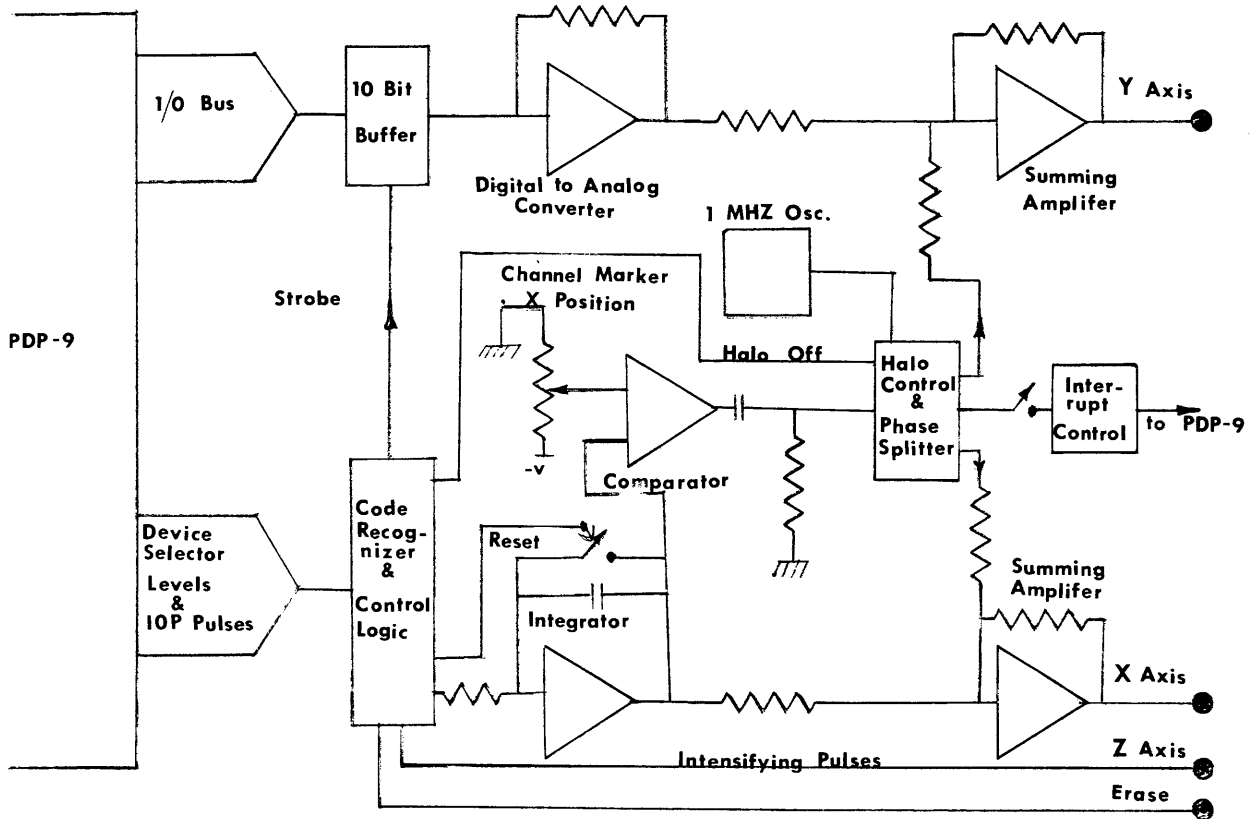 PDP-9
I/O Bus
10 Bit
Buffer
Digital to Analog
Converter
Y Axis
Summing
Amplifer
1 MHZ Osc.
Strobe
Channel Marker
X Position
-v
Halo Off
Halo
Control
&
Phase
Splitter
Inter-
rupt
Control
to PDP-9
Comparator
Device
Selector
Levels
&
IOP Pulses
Code
Recog-
nizer
&
Control
Logic
Reset
Integrator
Summing
Amplifer
X Axis
Z Axis
Intensifying Pulses
Erase